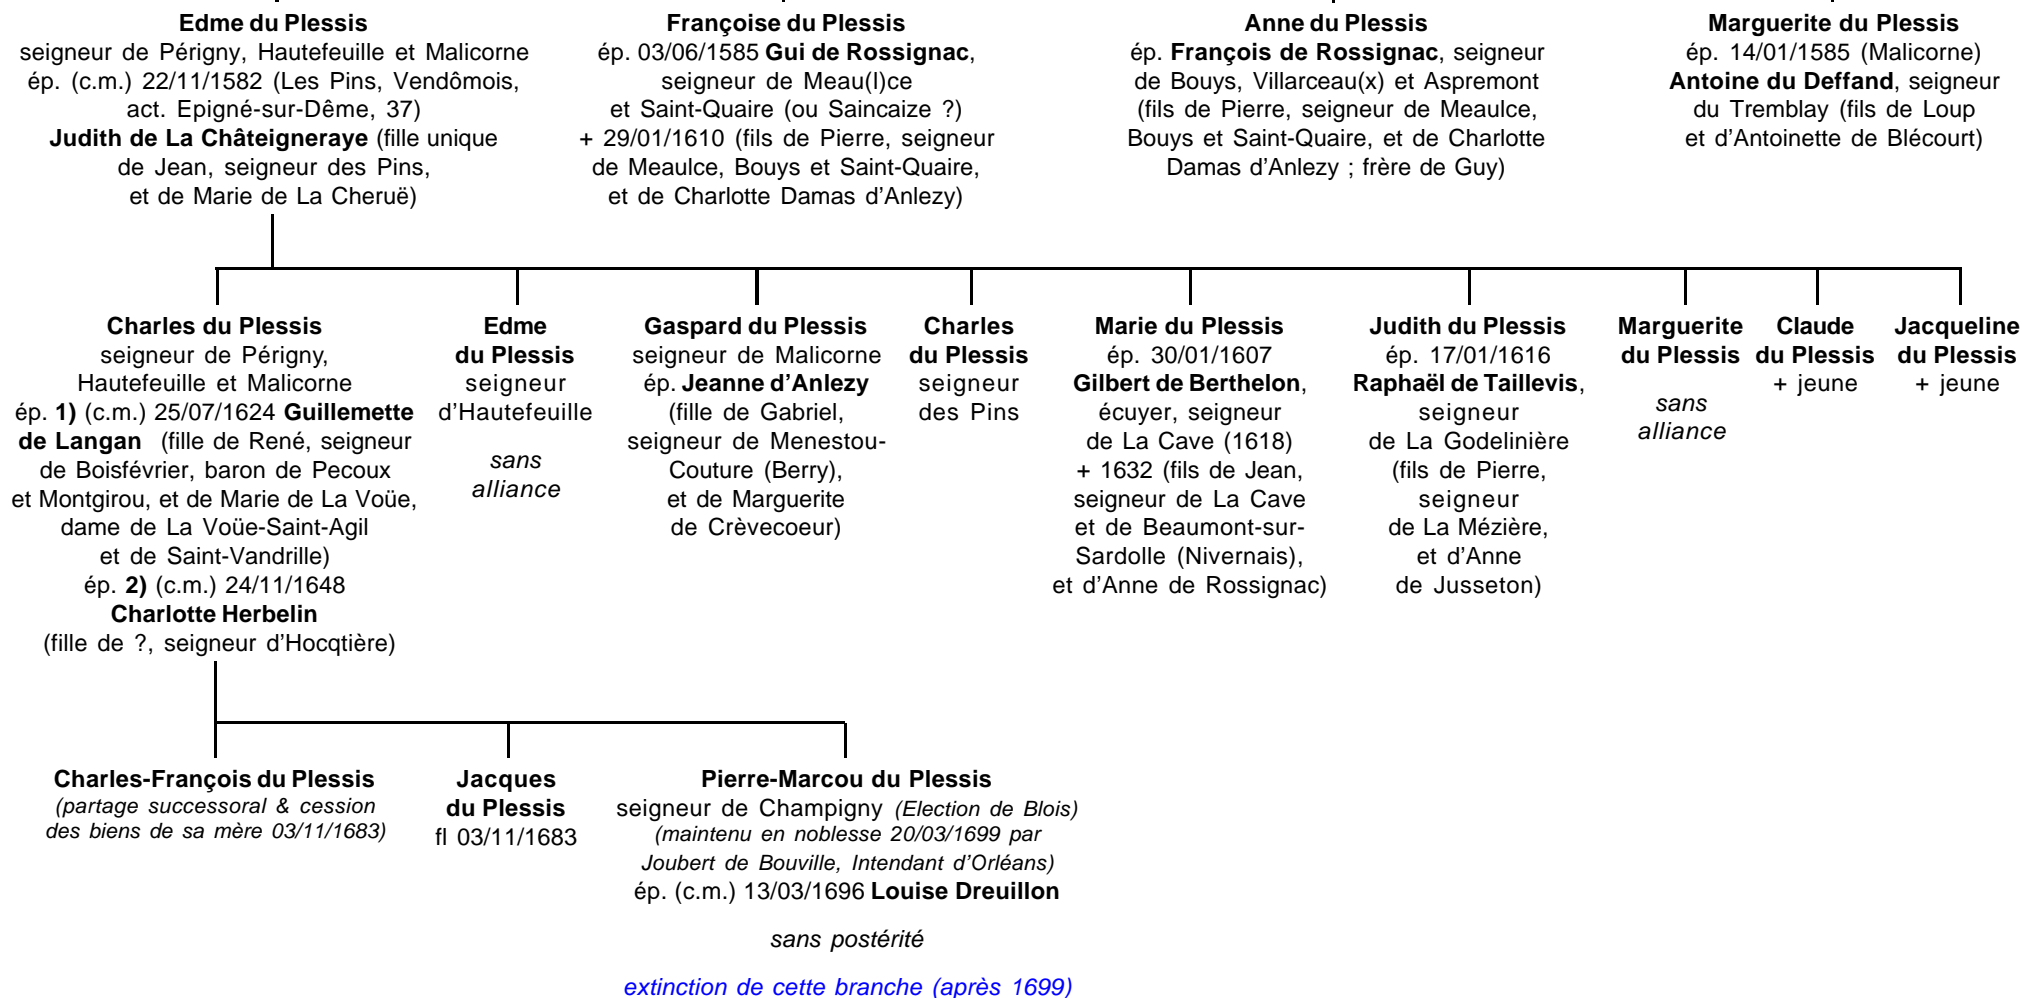 Edme du Plessis
seigneur de Périgny, Hautefeuille et Malicorne
ép. (c.m.) 22/11/1582 (Les Pins, Vendômois,
act. Epigné-sur-Dême, 37)
Judith de La Châteigneraye (fille unique
de Jean, seigneur des Pins,
et de Marie de La Cheruë)
Françoise du Plessis
ép. 03/06/1585 Gui de Rossignac,
seigneur de Meau(l)ce
et Saint-Quaire (ou Saincaize ?)
+ 29/01/1610 (fils de Pierre, seigneur
de Meaulce, Bouys et Saint-Quaire,
et de Charlotte Damas d'Anlezy)
Anne du Plessis
ép. François de Rossignac, seigneur
de Bouys, Villarceau(x) et Aspremont
(fils de Pierre, seigneur de Meaulce,
Bouys et Saint-Quaire, et de Charlotte
Damas d'Anlezy ; frère de Guy)
Marguerite du Plessis
ép. 14/01/1585 (Malicorne)
Antoine du Deffand, seigneur
du Tremblay (fils de Loup
et d'Antoinette de Blécourt)
Charles du Plessis
seigneur de Périgny,
Hautefeuille et Malicorne
ép. 1) (c.m.) 25/07/1624 Guillemette
de Langan (fille de René, seigneur
de Boisfévrier, baron de Pecoux
et Montgirou, et de Marie de La Voüe,
dame de La Voüe-Saint-Agil
et de Saint-Vandrille)
ép. 2) (c.m.) 24/11/1648
Charlotte Herbelin
(fille de ?, seigneur d'Hocqtière)
Edme
du Plessis
seigneur
d'Hautefeuille
sans
alliance
Gaspard du Plessis
seigneur de Malicorne
ép. Jeanne d'Anlezy
(fille de Gabriel,
seigneur de Menestou-
Couture (Berry),
et de Marguerite
de Crèvecoeur)
Charles
du Plessis
seigneur
des Pins
Marie du Plessis
ép. 30/01/1607
Gilbert de Berthelon,
écuyer, seigneur
de La Cave (1618)
+ 1632 (fils de Jean,
seigneur de La Cave
et de Beaumont-sur-
Sardolle (Nivernais),
et d'Anne de Rossignac)
Judith du Plessis
ép. 17/01/1616
Raphaël de Taillevis,
seigneur
de La Godelinière
(fils de Pierre,
seigneur
de La Mézière,
et d'Anne
de Jusseton)
Marguerite
du Plessis
sans
alliance
Claude
du Plessis
+ jeune
Jacqueline
du Plessis
+ jeune
Charles-François du Plessis
(partage successoral & cession
des biens de sa mère 03/11/1683)
Jacques
du Plessis
fl 03/11/1683
Pierre-Marcou du Plessis
seigneur de Champigny (Election de Blois)
(maintenu en noblesse 20/03/1699 par
Joubert de Bouville, Intendant d'Orléans)
ép. (c.m.) 13/03/1696 Louise Dreuillon
sans postérité
extinction de cette branche (après 1699)